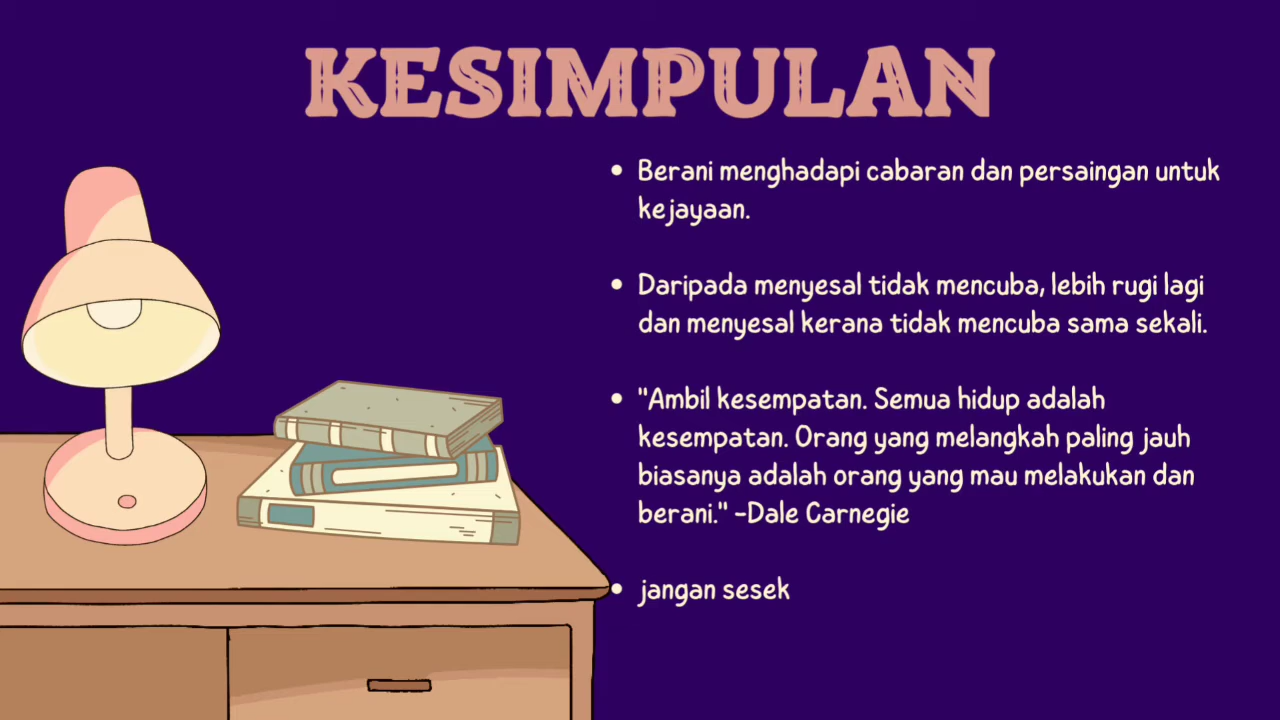 KESIMPULAN
• Berani menghadapi cabaran dan persaingan untuk
kejayaan.
• Daripada menyesal tidak mencuba, lebih rugi lagi
dan menyesal kerana tidak mencuba sama sekali.
• "Ambil kesempatan. Semua hidup adalah
kesempatan. Orang yang melangkah paling jauh
biasanya adalah orang yang mau melakukan dan
berani." -Dale Carnegie
• jangan sesek